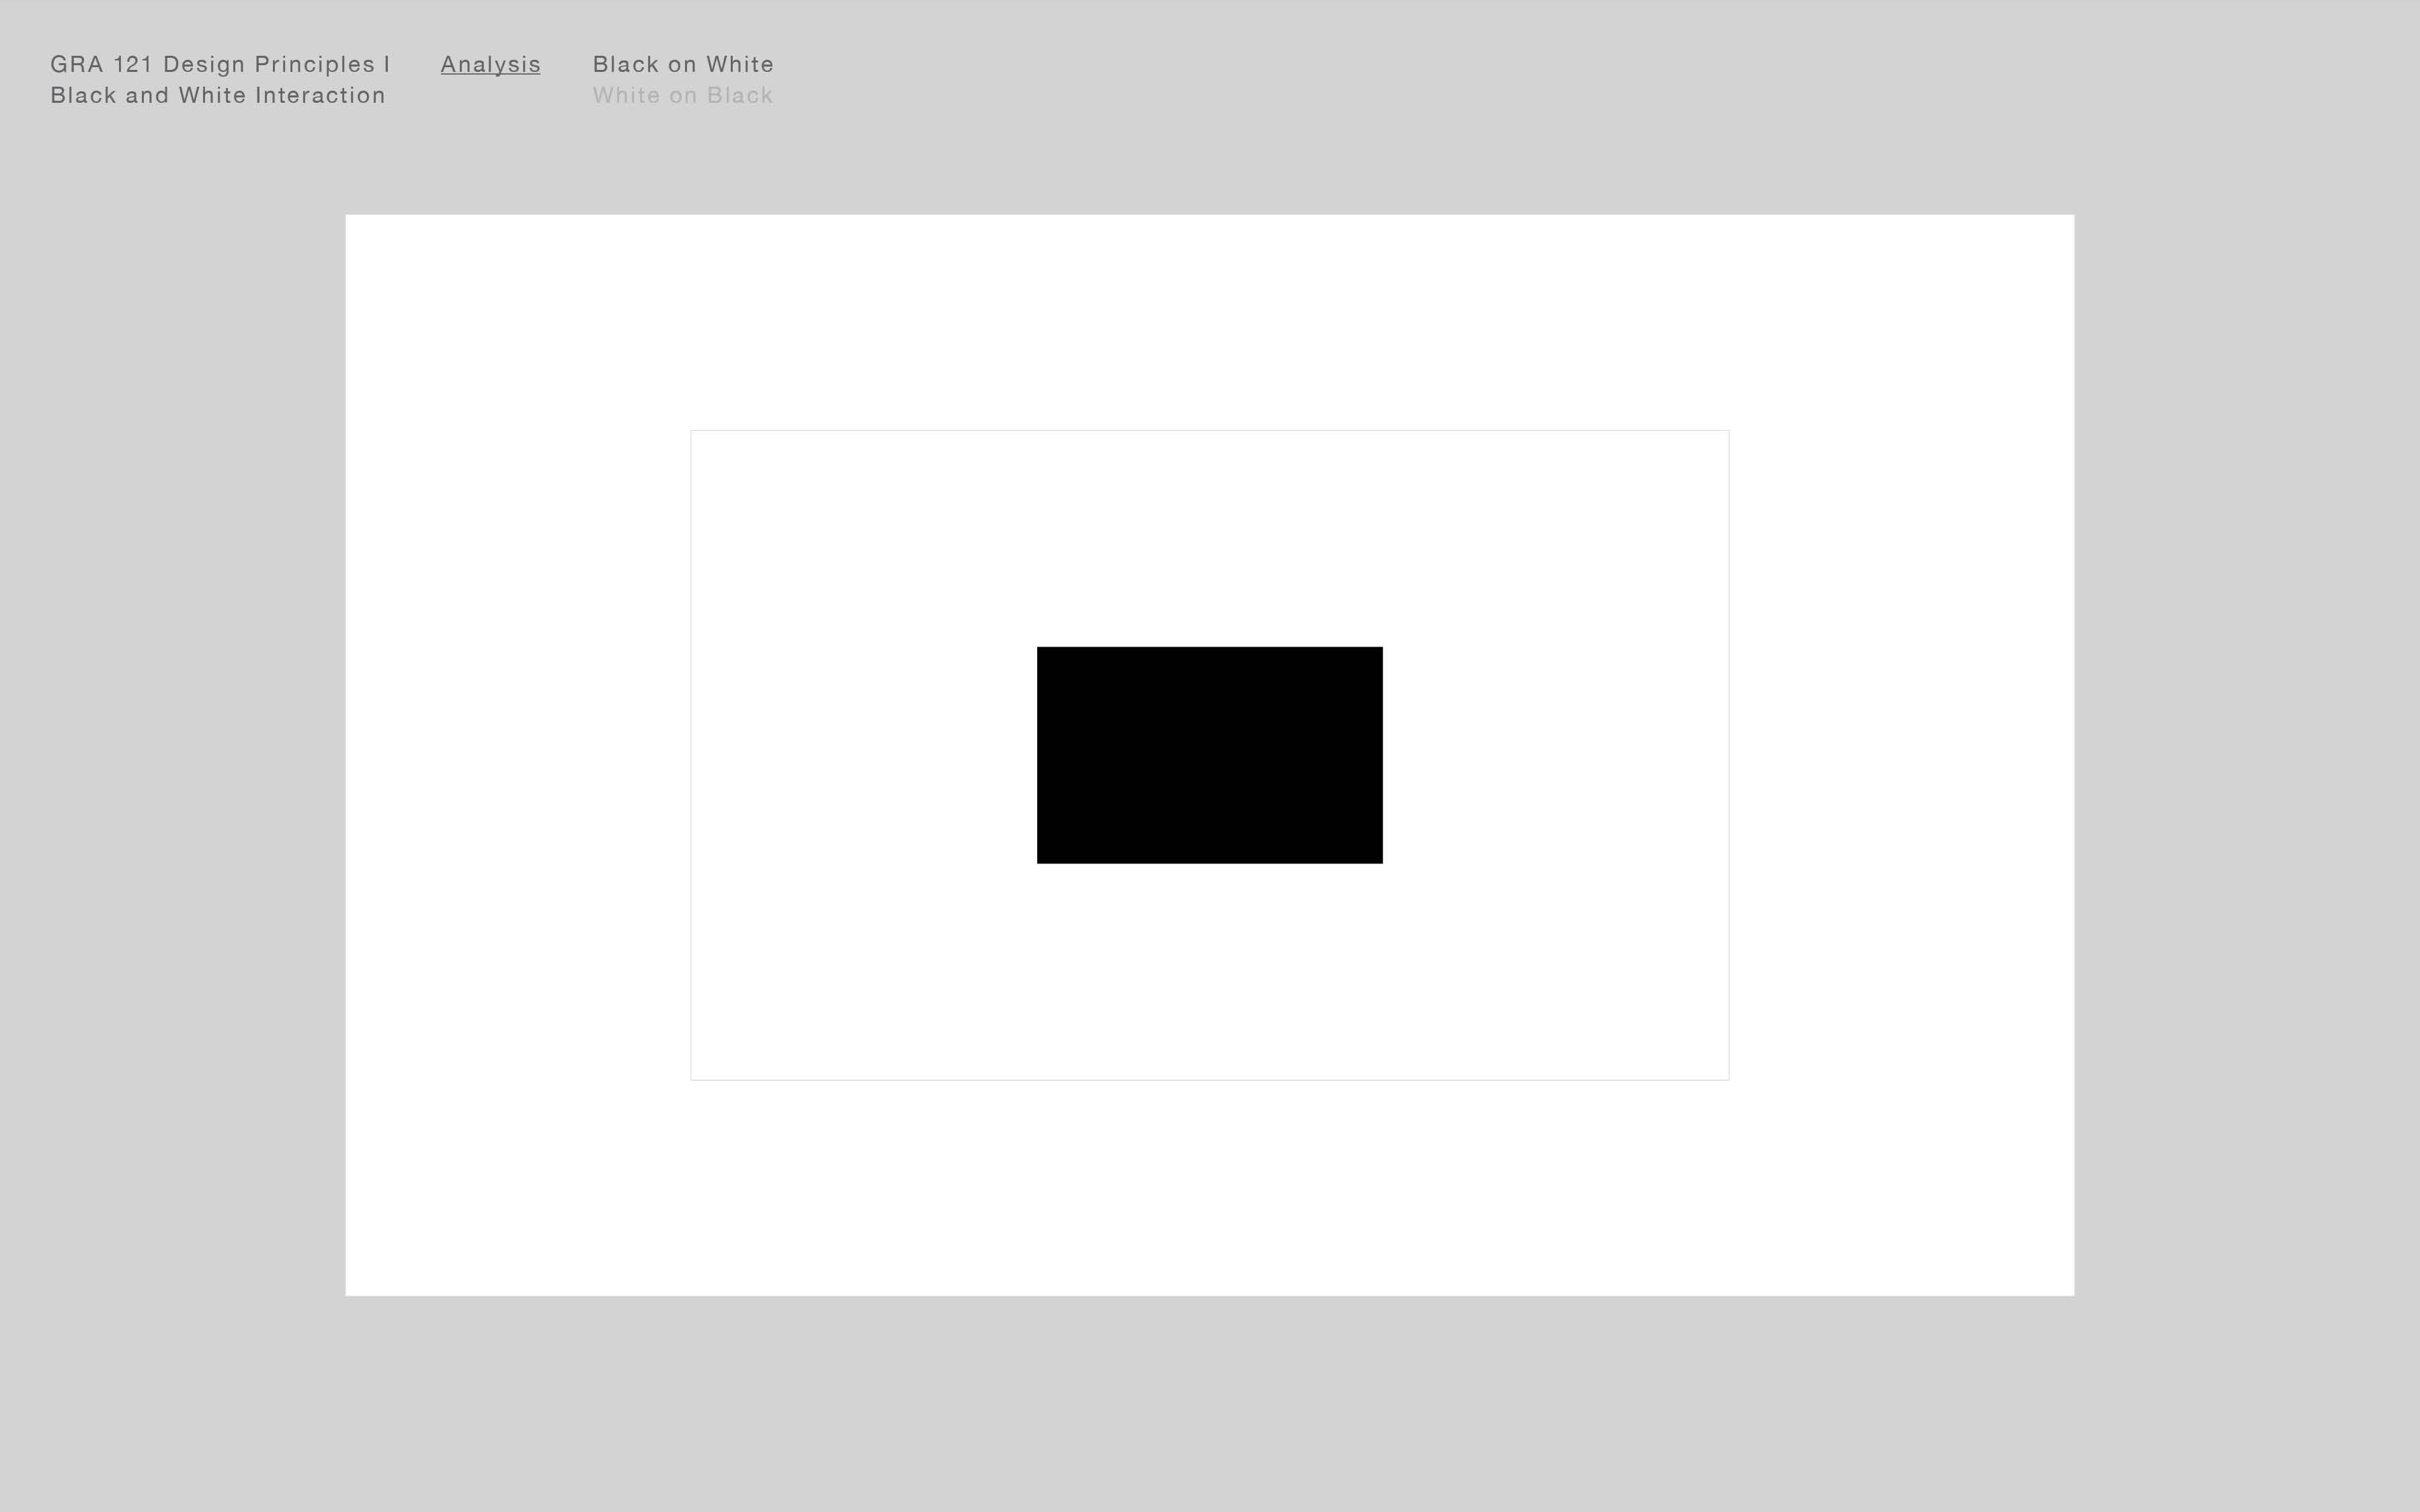 GRA 121 Design Principles I
Black and White Interaction
Analysis
Black on White
White on Black